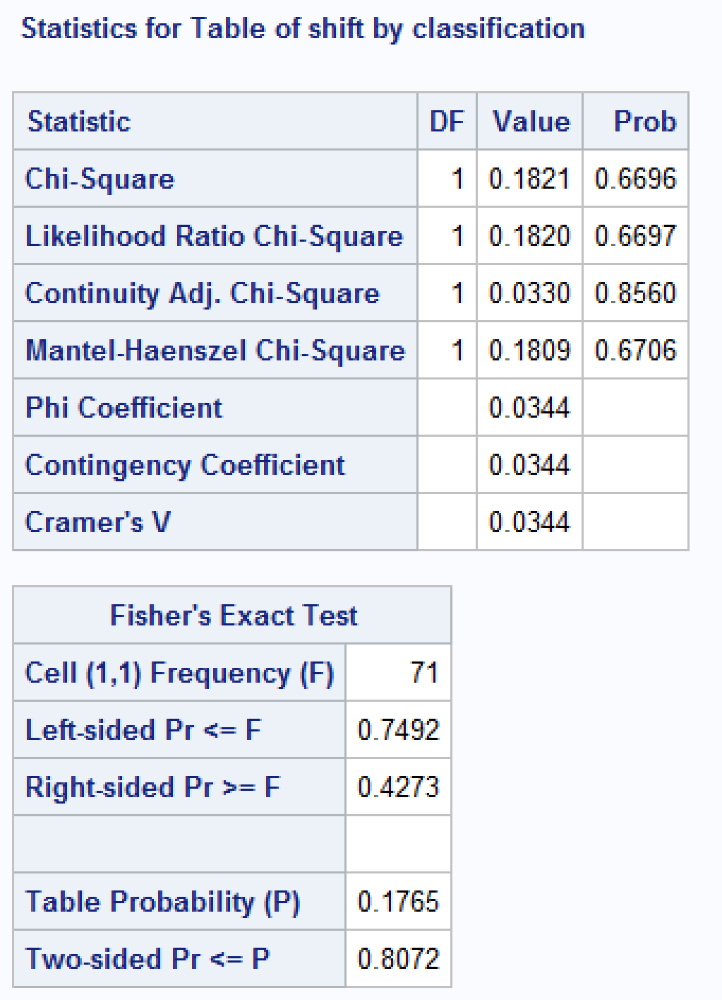 Statistics for Table of shift by classification
Statistic DF Value Prob
Chi-Square 1 0.1821 0.6696
Likelihood Ratio Chi-Square 1 0.1820 0.6697
Continuity Adj. Chi-Square 1 0.0330 0.8560
Mantel-Haenszel Chi-Square 1 0.1809 0.6706
Phi Coefficient 0.0344
Contingency Coefficient 0.0344
Cramer's V 0.0344
Fisher's Exact Test
Cell (1,1) Frequency (F) 71
Left-sided Pr <= F 0.7492
Right-sided Pr >= F 0.4273
Table Probability (P) 0.1765
Two-sided Pr <= P 0.8072